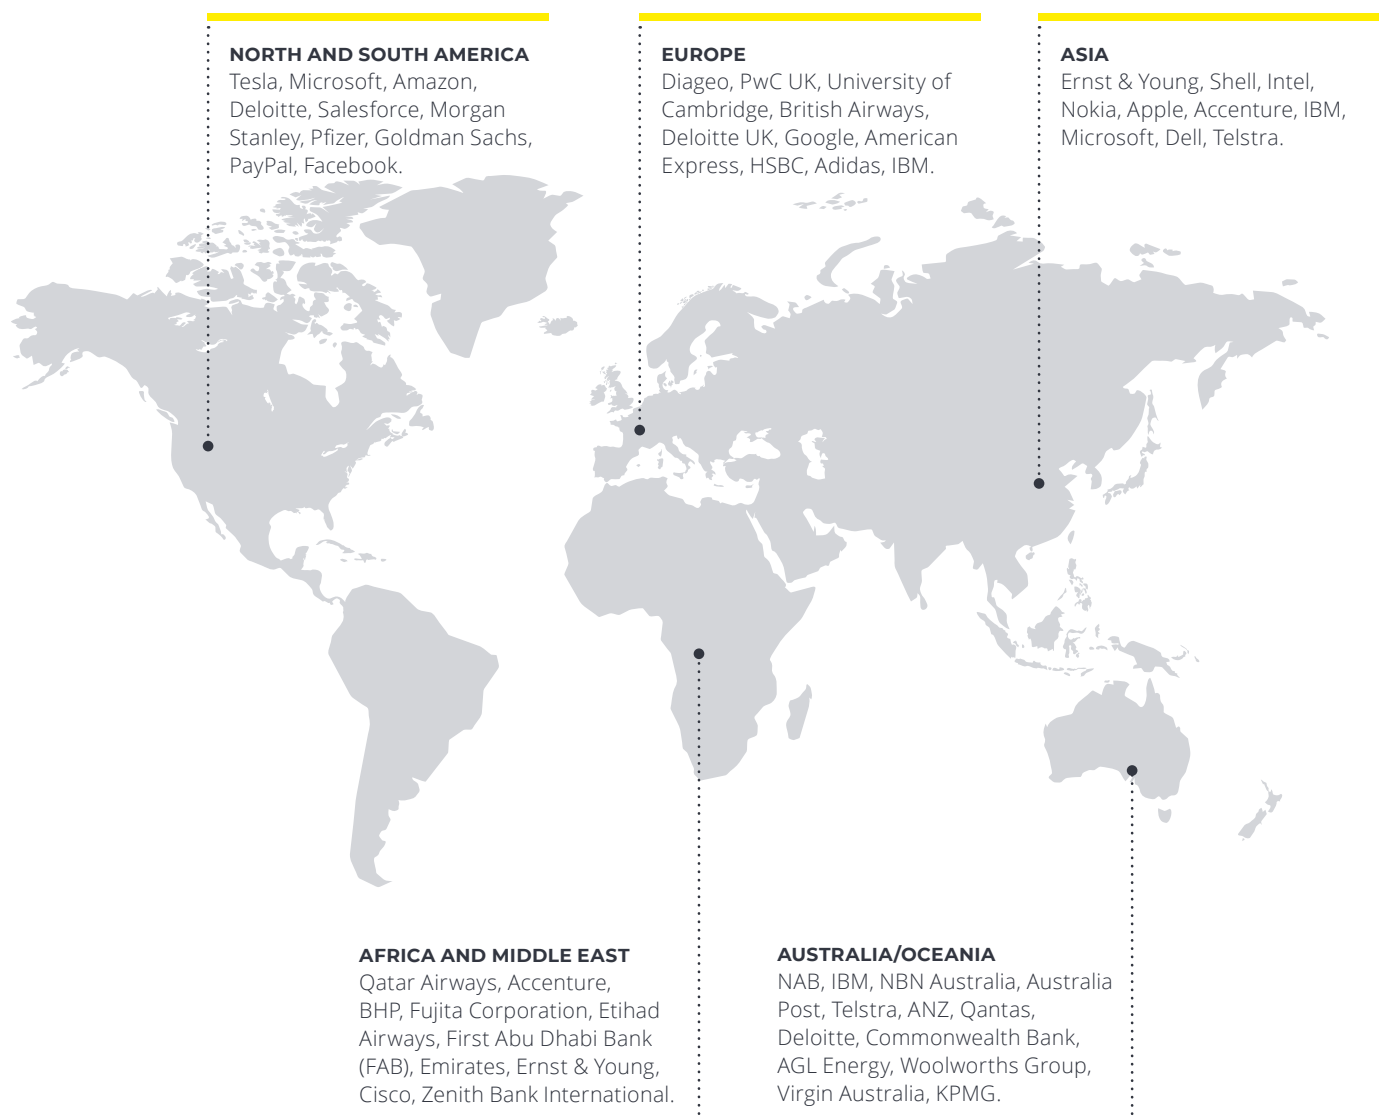 NORTH AND SOUTH AMERICA
Tesla, Microsoft, Amazon,
Deloitte, Salesforce, Morgan
Stanley, Pfizer, Goldman Sachs,
PayPal, Facebook.
EUROPE
Diageo, PwC UK, University of
Cambridge, British Airways,
Deloitte UK, Google, American
Express, HSBC, Adidas, IBM.
ASIA
Ernst & Young, Shell, Intel,
Nokia, Apple, Accenture, IBM,
Microsoft, Dell, Telstra.
AFRICA AND MIDDLE EAST
Qatar Airways, Accenture,
BHP, Fujita Corporation, Etihad
Airways, First Abu Dhabi Bank
(FAB), Emirates, Ernst & Young,
Cisco, Zenith Bank International.
AUSTRALIA/OCEANIA
NAB, IBM, NBN Australia, Australia
Post, Telstra, ANZ, Qantas,
Deloitte, Commonwealth Bank,
AGL Energy, Woolworths Group,
Virgin Australia, KPMG.